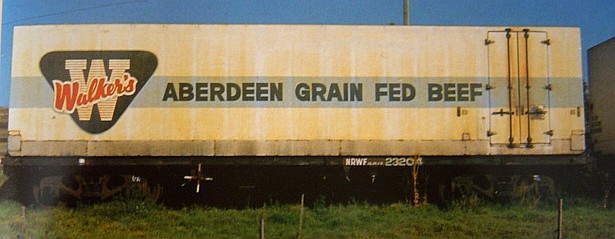 W
Walker's
ABERDEEN GRAIN FED BEEF
NRWF 23204